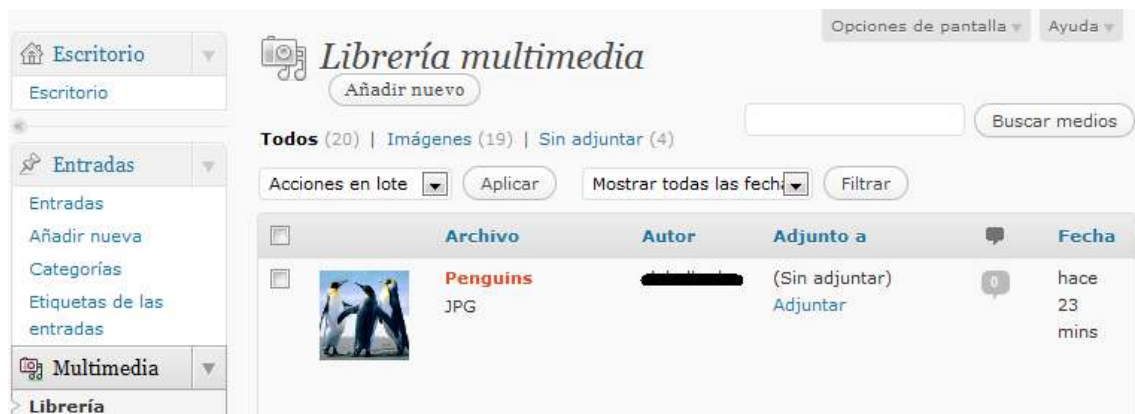 Opciones de pantalla
Ayuda
Escritorio
Escritorio
Librería multimedia
Añadir nuevo
Buscar medios
Todos (20) | Imágenes (19) | Sin adjuntar (4)
Entradas
Entradas
Añadir nueva
Categorías
Etiquetas de las
entradas
Multimedia
Librería
Acciones en lote
Aplicar
Mostrar todas las fech
Filtrar
Archivo Autor Adjunto a Fecha
Penguins (Sin adjuntar) 0 hace
JPG Adjuntar 23
mins